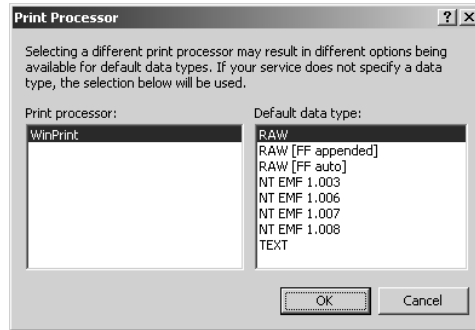 Print Processor
Selecting a different print processor may result in different options being
available for default data types. If your service does not specify a data
type, the selection below will be used.
Print processor:
WinPrint
Default data type:
RAW
RAW [FF appended]
RAW [FF auto]
NT EMF 1.003
NT EMF 1.006
NT EMF 1.007
NT EMF 1.008
TEXT
OK
Cancel